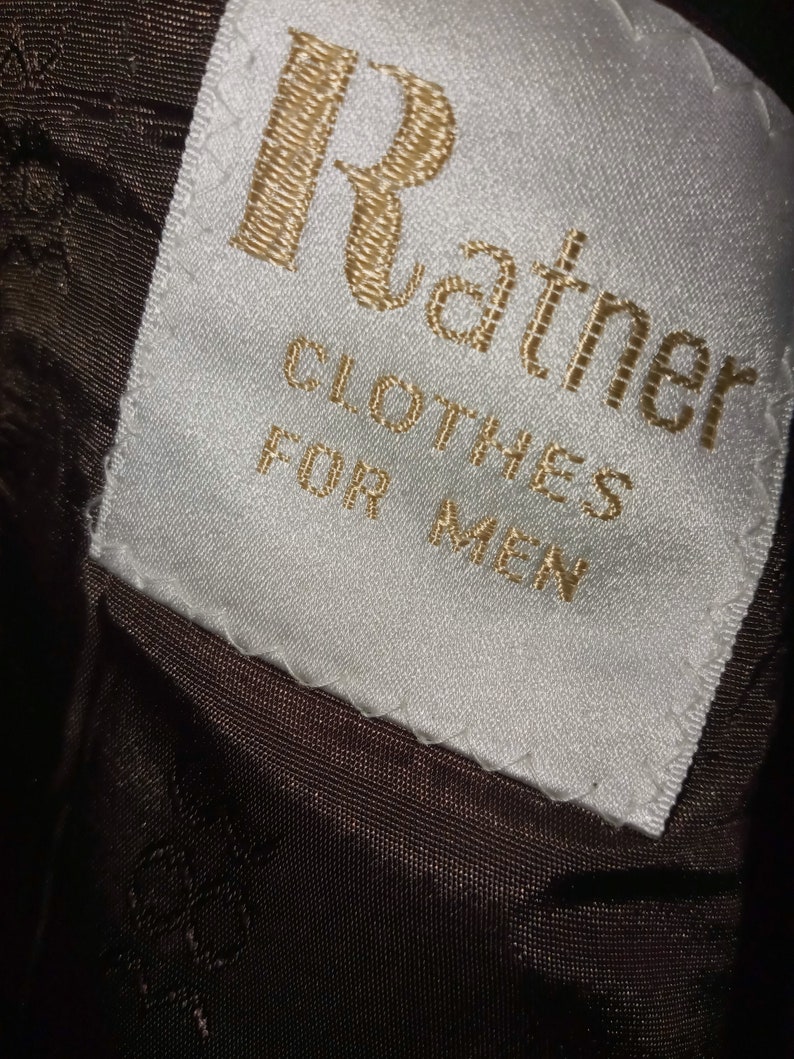 Ratner
CLOTHES
FOR MEN